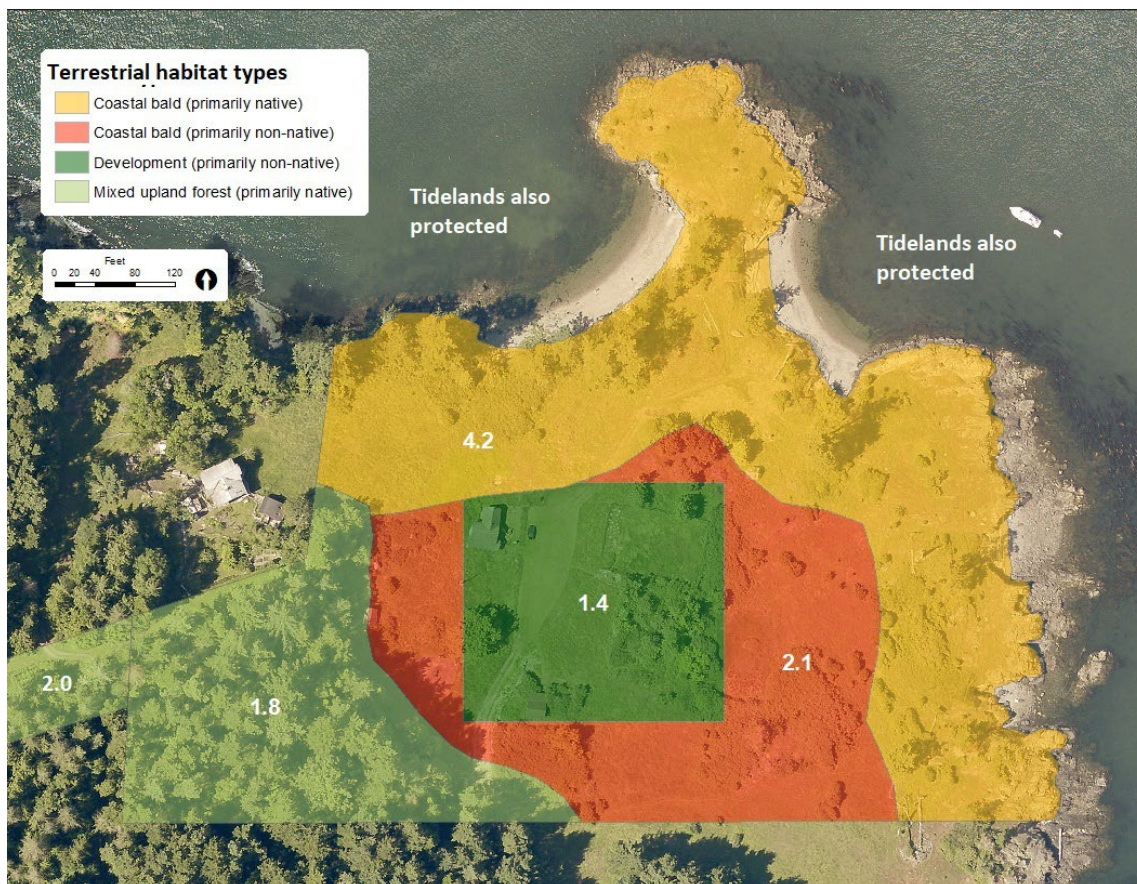 Terrestrial habitat types
Coastal bald (primarily native)
Coastal bald (primarily non-native)
Development (primarily non-native)
Mixed upland forest (primarily native)
Tidelands also
protected
Tidelands also
protected
Feet
0 20 40 80 120
4.2
1.4
2.1
2.0
1.8